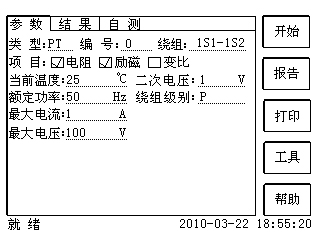 参 数 结 果 自 测
类 型:PT 编 号:0 绕组: 1S1-1S2
项 目:☑电阻 ☑励磁 ☐变比
当前温度:25 ℃ 二次电压:1 V
额定功率:50 Hz 绕组级别:P
最大电流:1 A
最大电压:100 V
开始
报告
打印
工具
帮助
就 绪 2010-03-22 18:55:20